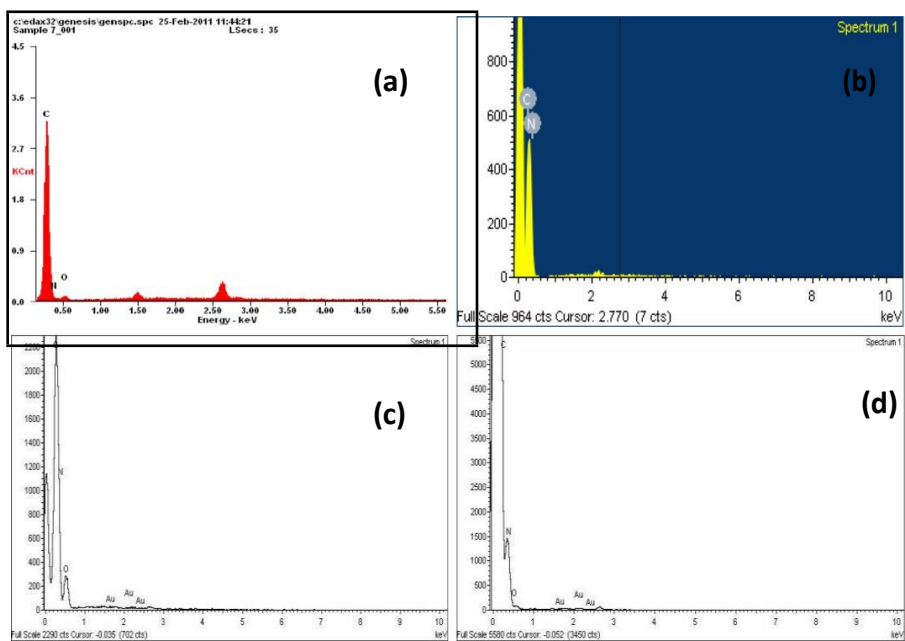 c:\edax32\genesis\genspc.spc 25-Feb-2011 11:44:21
Sample 7_001 LSecs : 35
4.5
3.6
2.7
KCnt
1.8
0.9
0.0
C
N
O
0.50 1.00 1.50 2.00 2.50 3.00 3.50 4.00 4.50 5.00 5.50
Energy - keV
(a)
Spectrum 1
(b)
800
600
400
200
0
C
N
0 2 4 6 8 10
Full Scale 964 cts Cursor: 2.770 (7 cts) keV
Spectrum 1
(c)
2200
2000
1800
1600
1400
1200
1000
800
600
400
200
0
C
N
O
Au
Au
Au
0 1 2 3 4 5 6 7 8 9 10
Full Scale 2290 cts Cursor: -0.035 (702 cts) keV
Spectrum 1
(d)
5500
5000
4500
4000
3500
3000
2500
2000
1500
1000
500
0
C
N
O
Au
Au
Au
0 1 2 3 4 5 6 7 8 9 10
Full Scale 5580 cts Cursor: -0.052 (3450 cts) keV